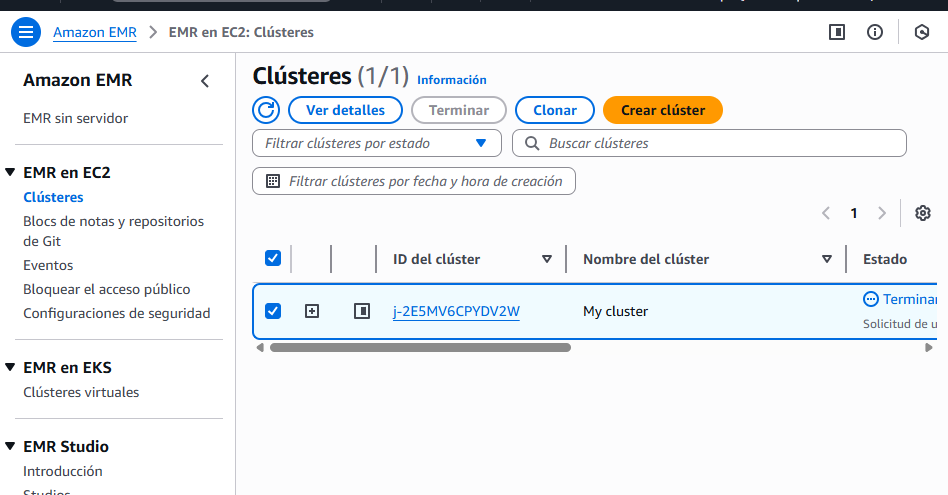 Amazon EMR
EMR en EC2: Clústeres
Amazon EMR
EMR sin servidor
EMR en EC2
Clústeres
Blocs de notas y repositorios
de Git
Eventos
Bloquear el acceso público
Configuraciones de seguridad
EMR en EKS
Clústeres virtuales
EMR Studio
Introducción
Studios
Clústeres (1/1) Información
Ver detalles Terminar Clonar Crear clúster
Filtrar clústeres por estado Buscar clústeres
Filtrar clústeres por fecha y hora de creación
1
ID del clúster Nombre del clúster Estado
j-2E5MV6CPYDV2W My cluster Terminar
Solicitud de u